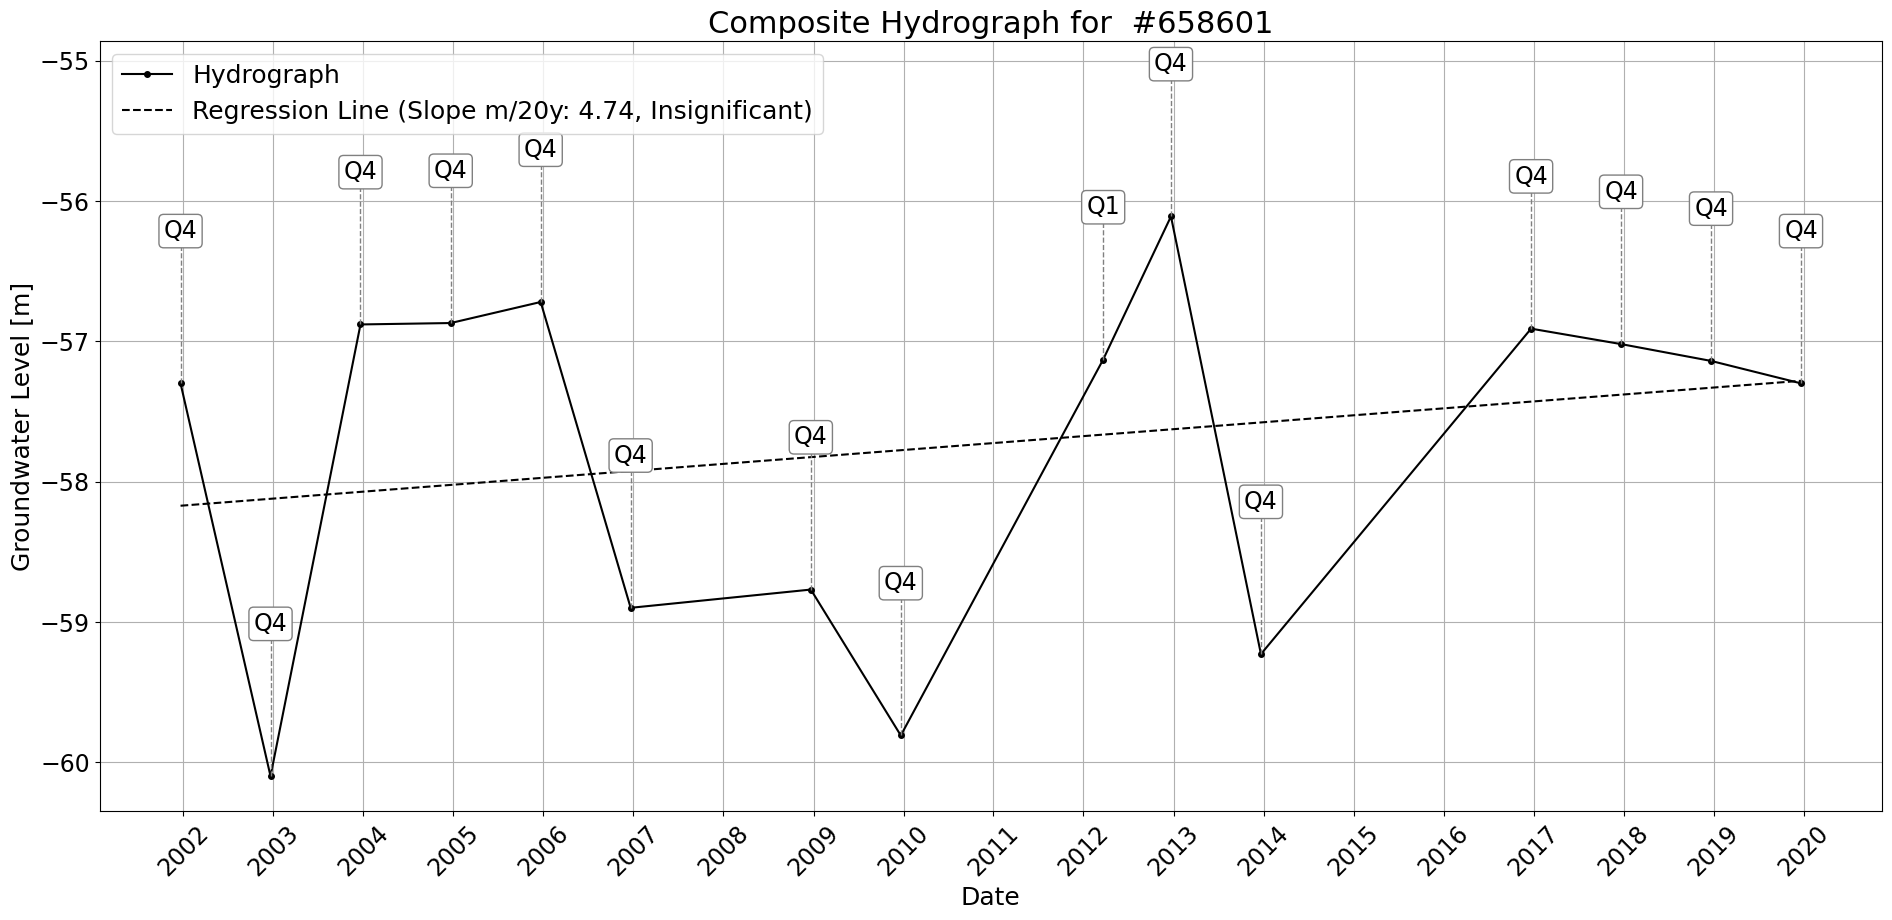 Composite Hydrograph for  #658601
Hydrograph
Regression Line (Slope m/20y: 4.74, Insignificant)
Groundwater Level [m]
−55
−56
−57
−58
−59
−60
Q4
Q4
Q4
Q4
Q4
Q4
Q4
Q4
Q1
Q4
Q4
Q4
Q4
Q4
Q4
2002
2003
2004
2005
2006
2007
2008
2009
2010
2011
2012
2013
2014
2015
2016
2017
2018
2019
2020
Date